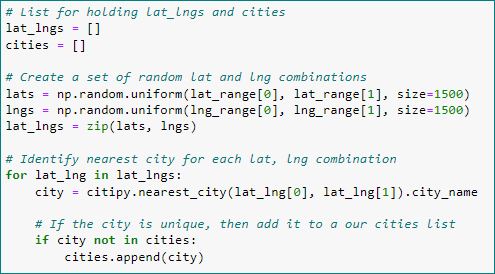 # List for holding lat_lngs and cities
lat_lngs = []
cities = []
# Create a set of random lat and lng combinations
lats = np.random.uniform(lat_range[0], lat_range[1], size=1500)
lngs = np.random.uniform(lng_range[0], lng_range[1], size=1500)
lat_lngs = zip(lats, lngs)
# Identify nearest city for each lat, lng combination
for lat_lng in lat_lngs:
    city = citipy.nearest_city(lat_lng[0], lat_lng[1]).city_name
    # If the city is unique, then add it to a our cities list
    if city not in cities:
        cities.append(city)